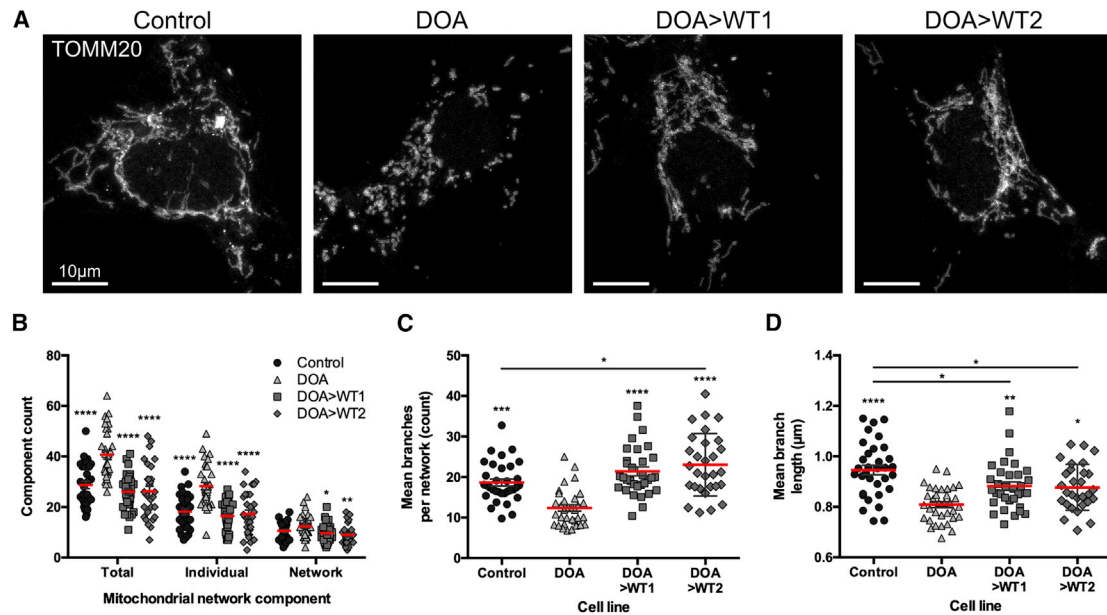 A
Control
DOA
DOA>WT1
DOA>WT2
TOMM20
10µm
B
Component count
80
60
40
20
0
Control
DOA
DOA>WT1
DOA>WT2
****
****
****
****
****
****
*
**
Total
Individual
Network
Mitochondrial network component
C
Mean branches
per network (count)
50
40
30
20
10
0
*
***
****
****
Control
DOA
DOA
>WT1
DOA
>WT2
Cell line
D
Mean branch
length (µm)
1.4
1.2
1.0
0.8
0.6
*
*
****
**
*
Control
DOA
DOA
>WT1
DOA
>WT2
Cell line